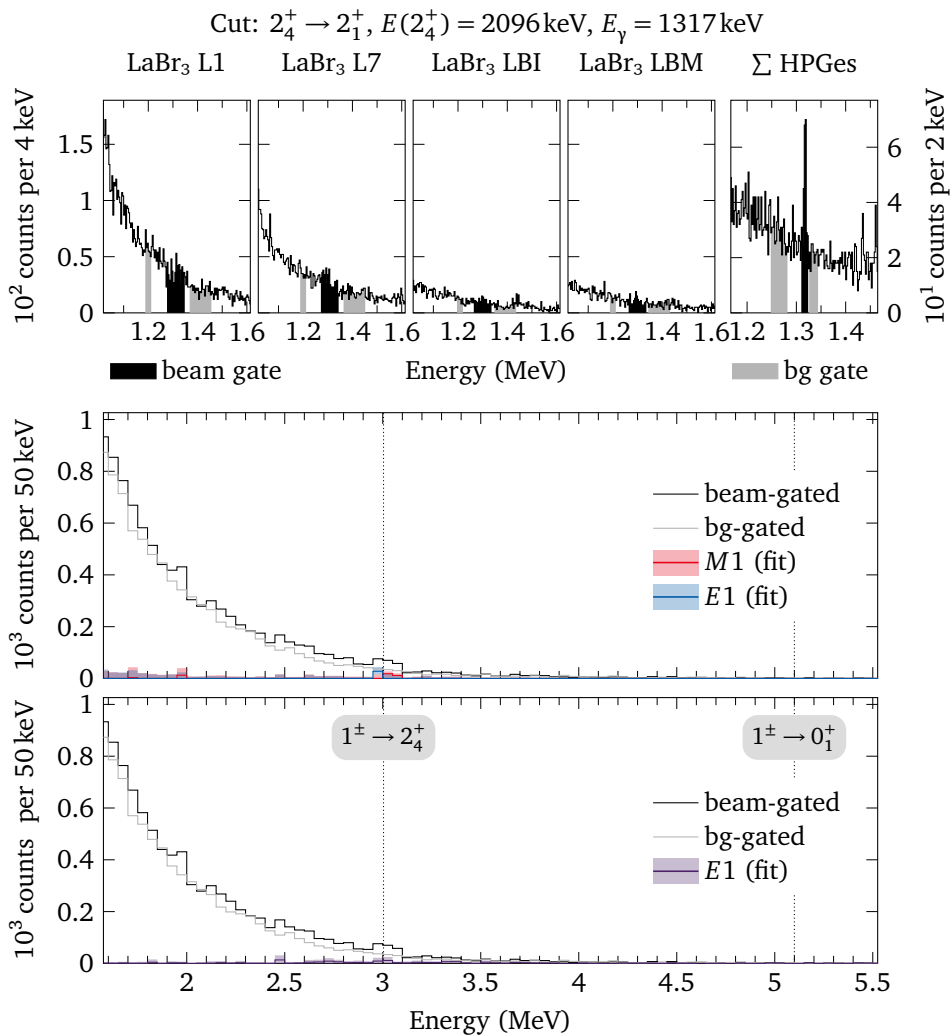 Cut: 2₄⁺ → 2₁⁺, E(2₄⁺) = 2096 keV, E_γ = 1317 keV
LaBr₃ L1 LaBr₃ L7 LaBr₃ LBI LaBr₃ LBM ∑ HPGes
10² counts per 4 keV
1.5
1
0.5
0
6
4
2
0
10¹ counts per 2 keV
1.2 1.4 1.6 1.2 1.4 1.6 1.2 1.4 1.6 1.2 1.4 1.6 1.2 1.3 1.4
beam gate Energy (MeV) bg gate
10³ counts per 50 keV
1
0.8
0.6
0.4
0.2
0
beam-gated
bg-gated
M1 (fit)
E1 (fit)
10³ counts per 50 keV
1
0.8
0.6
0.4
0.2
0
1± → 2₄⁺ 1± → 0₁⁺
beam-gated
bg-gated
E1 (fit)
2 2.5 3 3.5 4 4.5 5 5.5
Energy (MeV)